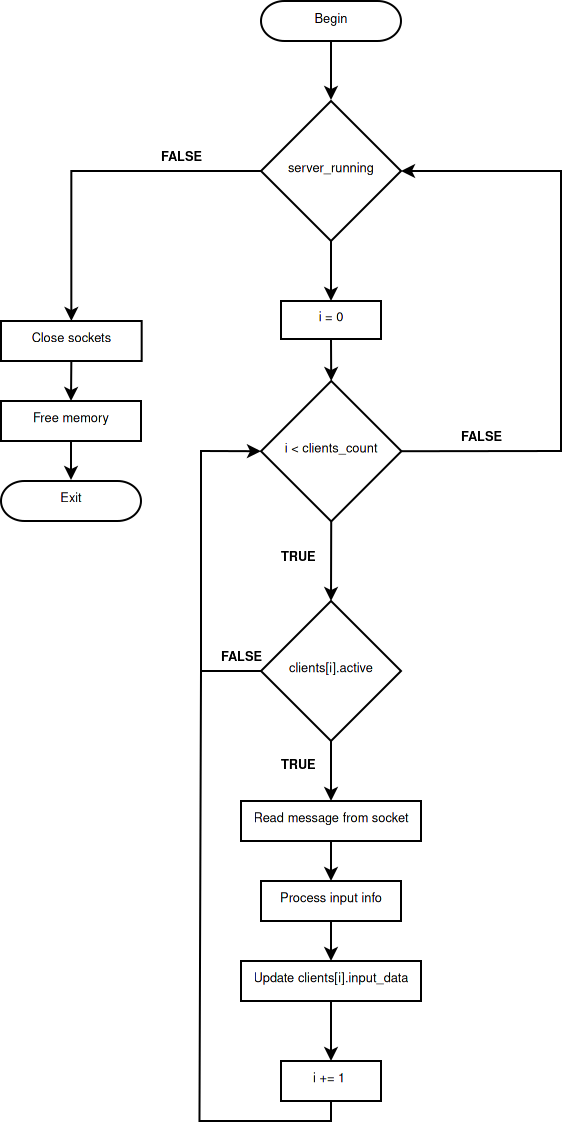 Begin
server_running
FALSE
i = 0
Close sockets
Free memory
Exit
i < clients_count
FALSE
TRUE
clients[i].active
FALSE
TRUE
Read message from socket
Process input info
Update clients[i].input_data
i += 1